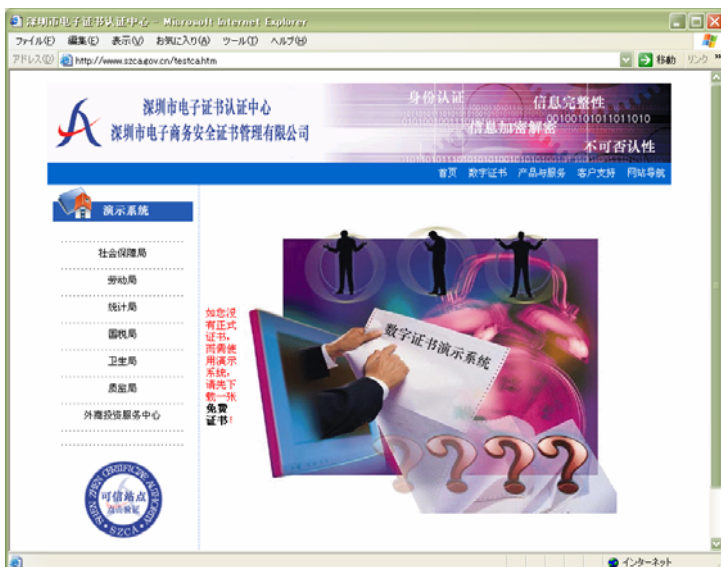 深圳市电子证书认证中心 - Microsoft Internet Explorer
ファイル(F) 編集(E) 表示(V) お気に入り(A) ツール(T) ヘルプ(H)
アドレス(D) http://www.szca.gov.cn/testca.htm 移動 リンク »
深圳市电子证书认证中心
深圳市电子商务安全证书管理有限公司
身份认证
信息完整性
信息加密解密
不可否认性
首页 数字证书 产品与服务 客户支持 网站导航
演示系统
社会保障局
劳动局
统计局
国税局
卫生局
质监局
外商投资服务中心
如您没
有正式
证书,
而需使
用演示
系统,
请先下
载一张
免费
证书!
数字证书演示系统
? ? ? ?
SHEN ZHEN CERTIFICATE AUTHORITY
可信站点
点击验证
SZCA
インターネット